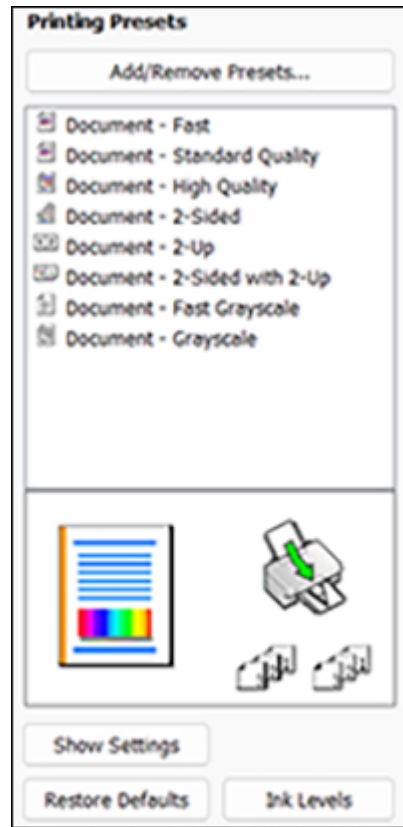 Printing Presets
Add/Remove Presets...
Document - Fast
Document - Standard Quality
Document - High Quality
Document - 2-Sided
Document - 2-Up
Document - 2-Sided with 2-Up
Document - Fast Grayscale
Document - Grayscale
Show Settings
Restore Defaults Ink Levels